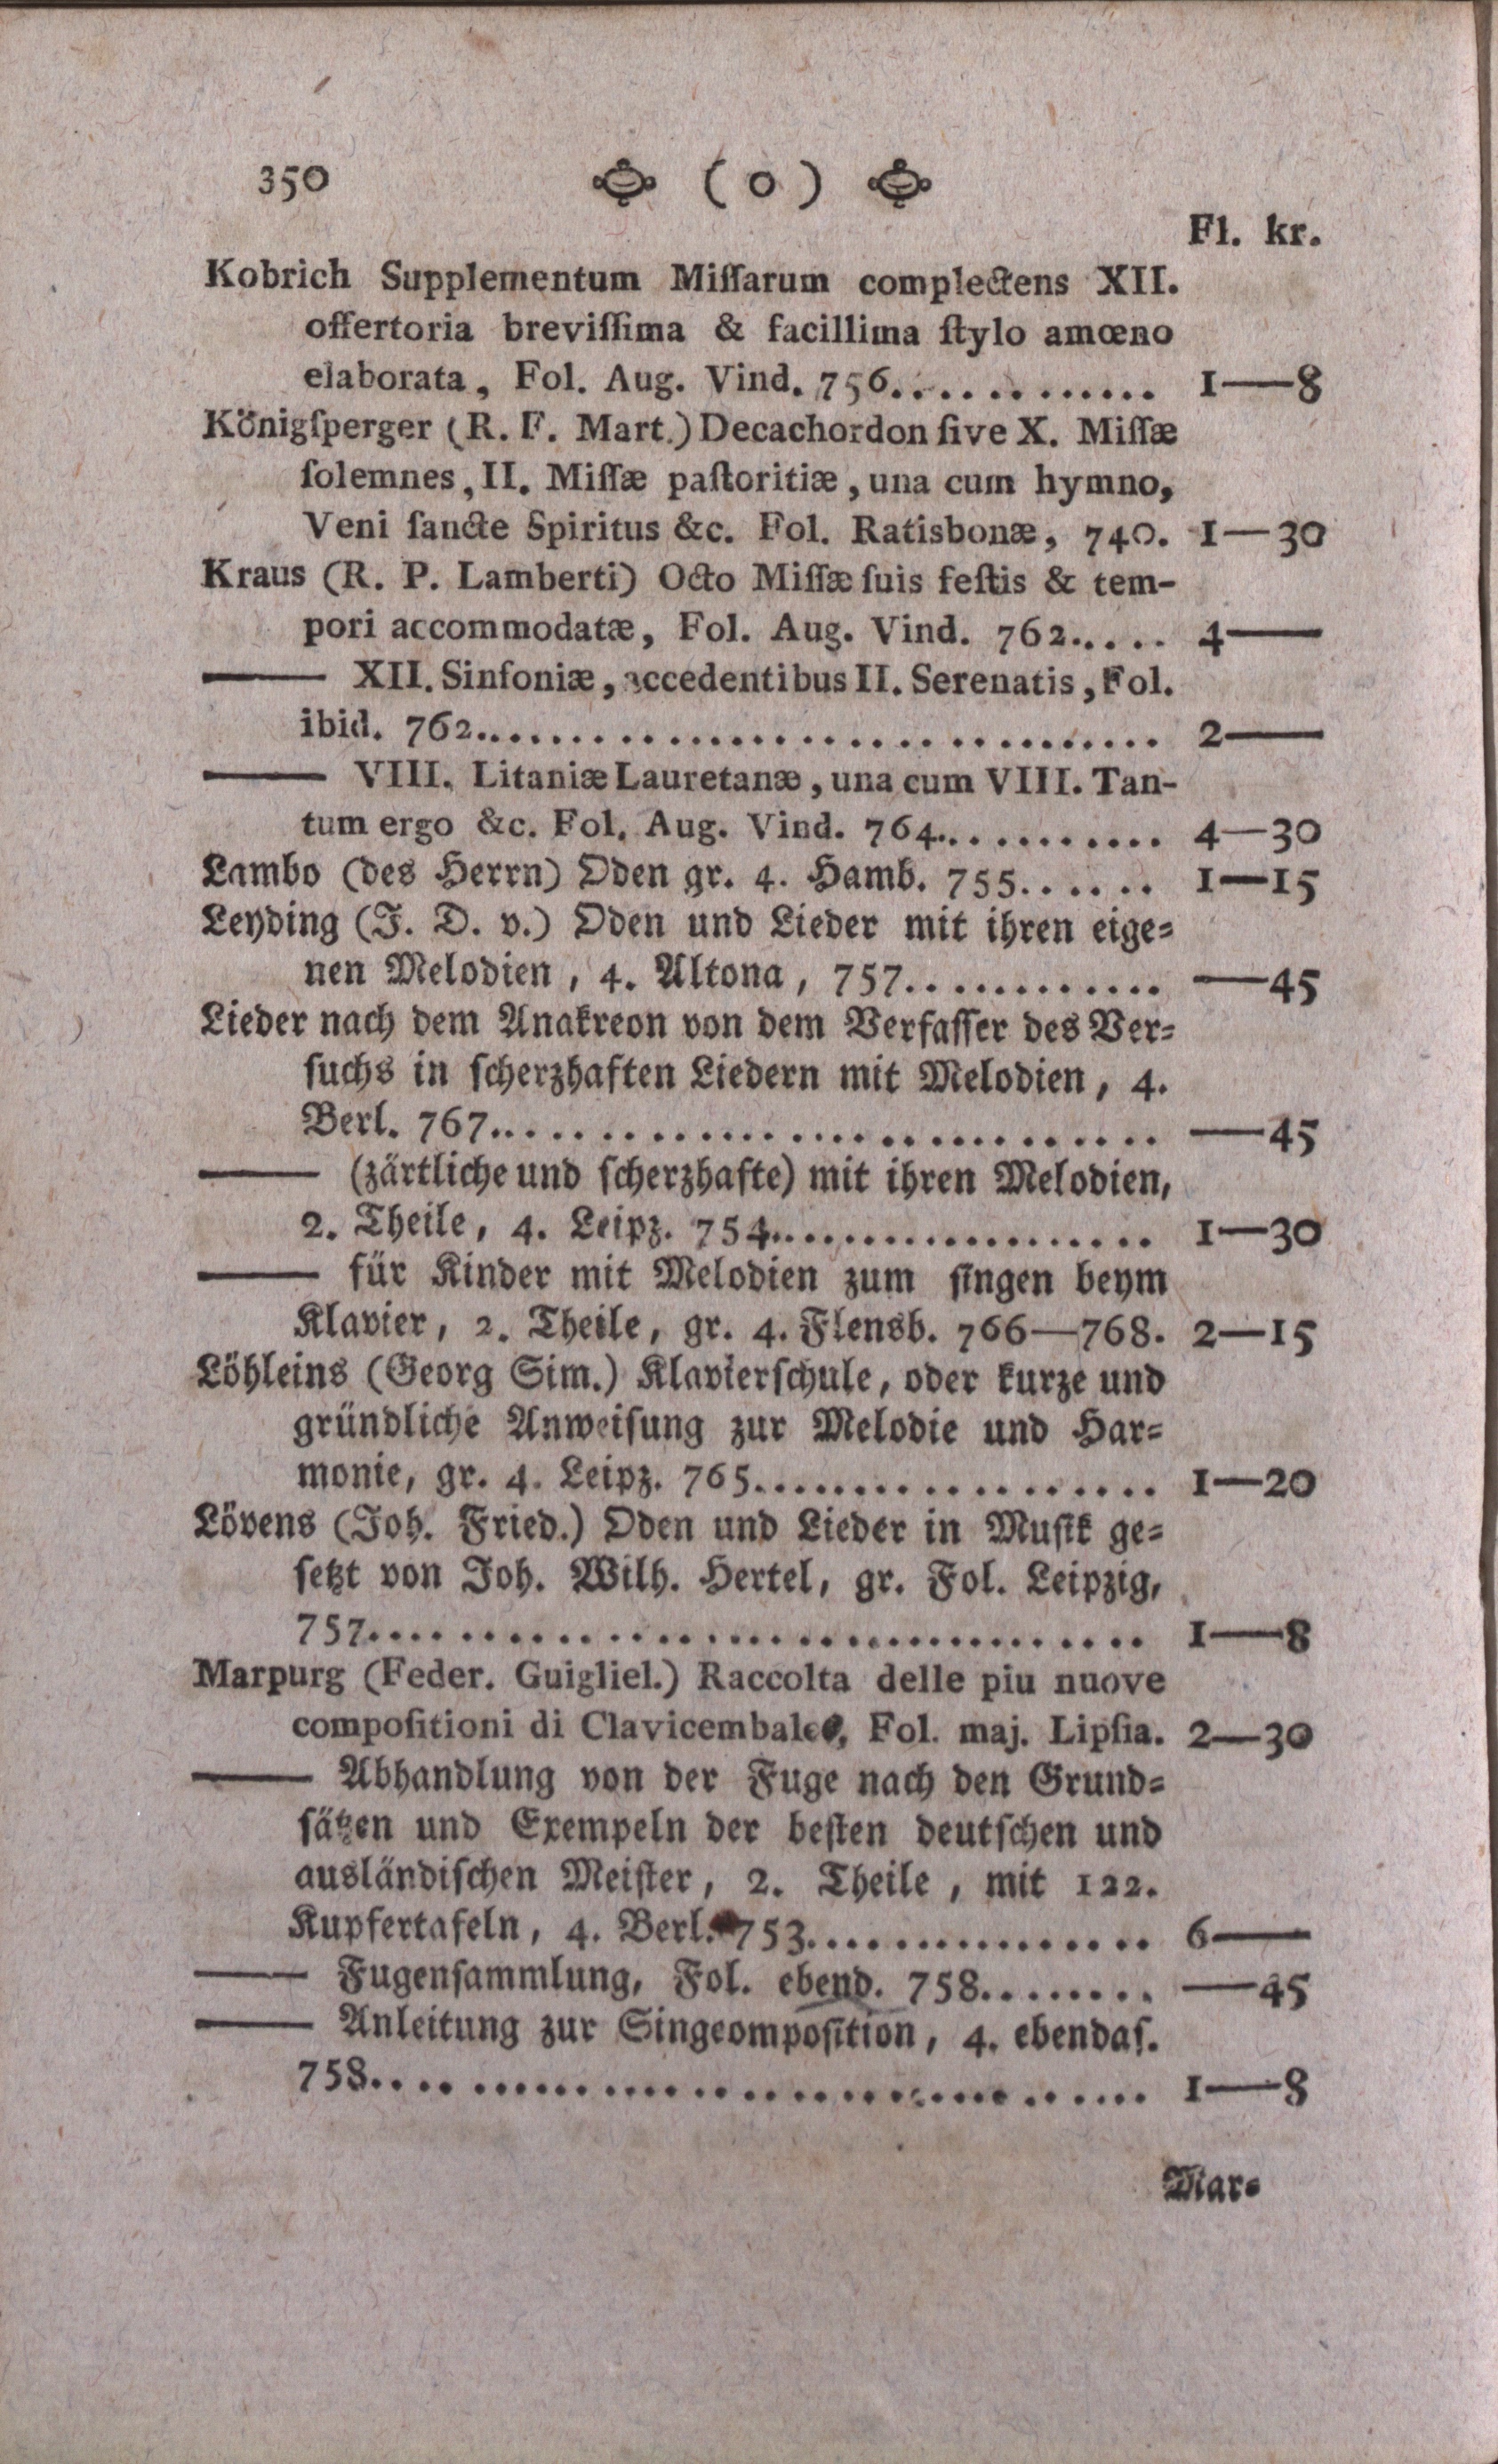 350 ( o )
Fl. kr.
Kobrich Supplementum Miſſarum complectens XII.
offertoria breviſſima & facillima ſtylo amœno
elaborata, Fol. Aug. Vind. 756............ 1—8
Königſperger (R. F. Mart.) Decachordon ſive X. Miſſæ
ſolemnes, II. Miſſæ paſtoritiæ, una cum hymno,
Veni ſancte Spiritus &c. Fol. Ratisbonæ, 740. 1—30
Kraus (R. P. Lamberti) Octo Miſſæ ſuis feſtis & tem-
pori accommodatæ, Fol. Aug. Vind. 762..... 4—
—— XII. Sinfoniæ, accedentibus II. Serenatis, Fol.
ibid. 762.............................. 2—
—— VIII. Litaniæ Lauretanæ, una cum VIII. Tan-
tum ergo &c. Fol. Aug. Vind. 764........... 4—30
Lambo (des Herrn) Oden gr. 4. Hamb. 755...... 1—15
Leyding (J. D. v.) Oden und Lieder mit ihren eige=
nen Melodien, 4. Altona, 757............ —45
Lieder nach dem Anakreon von dem Verfaſſer des Ver=
ſuchs in ſcherzhaften Liedern mit Melodien, 4.
Berl. 767.............................. —45
—— (zärtliche und ſcherzhafte) mit ihren Melodien,
2. Theile, 4. Leipz. 754.................. 1—30
—— für Kinder mit Melodien zum ſingen beym
Klavier, 2. Theile, gr. 4. Flensb. 766—768. 2—15
Löhleins (Georg Sim.) Klavierſchule, oder kurze und
gründliche Anweiſung zur Melodie und Har=
monie, gr. 4. Leipz. 765................. 1—20
Lövens (Joh. Fried.) Oden und Lieder in Muſik ge=
ſetzt von Joh. Wilh. Hertel, gr. Fol. Leipzig,
757................................... 1—8
Marpurg (Feder. Guigliel.) Raccolta delle piu nuove
compoſitioni di Clavicembalo, Fol. maj. Lipſia. 2—30
—— Abhandlung von der Fuge nach den Grund=
ſätzen und Exempeln der beſten deutſchen und
ausländiſchen Meiſter, 2. Theile, mit 122.
Kupfertafeln, 4. Berl. 753................ 6—
—— Fugenſammlung, Fol. ebend. 758........ —45
—— Anleitung zur Singcompoſition, 4. ebendaſ.
758................................... 1—8
Mar=